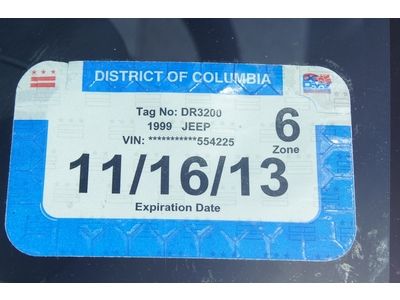 DISTRICT OF COLUMBIA
Tag No: DR3200
1999 JEEP
VIN: ***********554225
6
Zone
11/16/13
Expiration Date